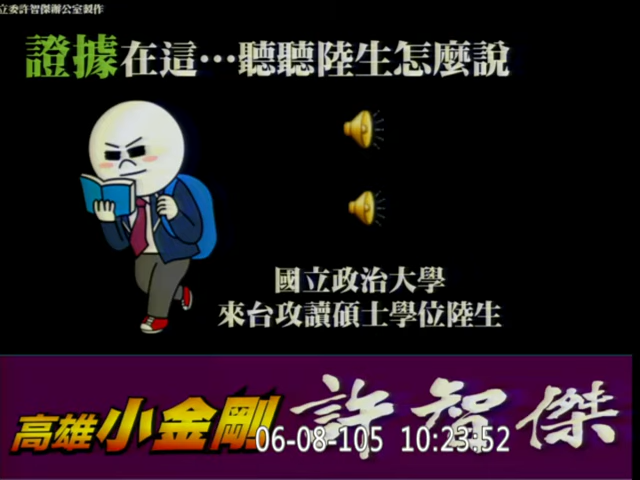 立委許智傑辦公室製作
證據在這…聽聽陸生怎麼說
國立政治大學
來台攻讀碩士學位陸生
高雄小金剛 許智傑
06-08-105 10:23:52